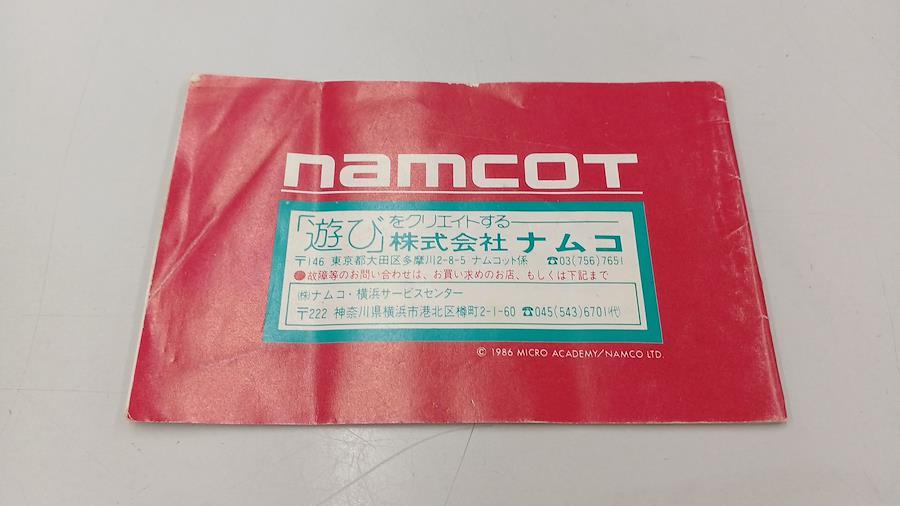 namcot
「遊び」をクリエイトする
株式会社 ナムコ
〒146 東京都大田区多摩川2-8-5 ナムコット係 ☎03(756)7651
●故障等のお問い合わせは、お買い求めのお店、もしくは下記まで
㈱ナムコ・横浜サービスセンター
〒222 神奈川県横浜市港北区樽町2-1-60 ☎045(543)6701㈹
© 1986 MICRO ACADEMY/NAMCO LTD.